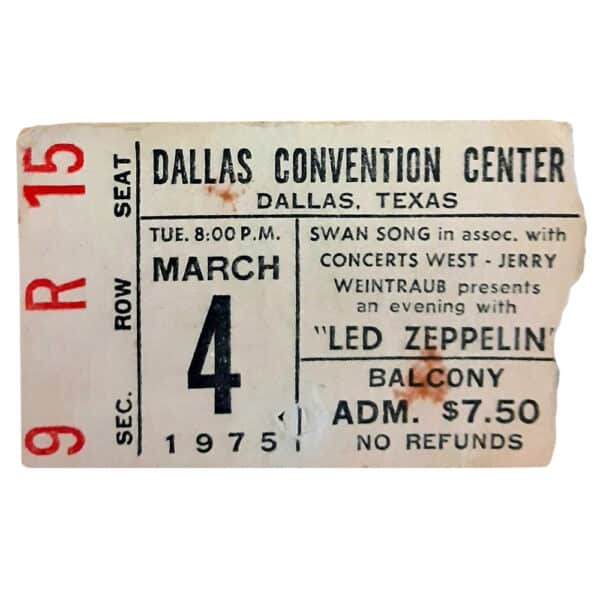 15 R 9
SEAT ROW SEC.
DALLAS CONVENTION CENTER
DALLAS, TEXAS
TUE. 8:00 P.M.
MARCH
4
1975
SWAN SONG in assoc. with
CONCERTS WEST - JERRY
WEINTRAUB presents
an evening with
"LED ZEPPELIN"
BALCONY
ADM. $7.50
NO REFUNDS